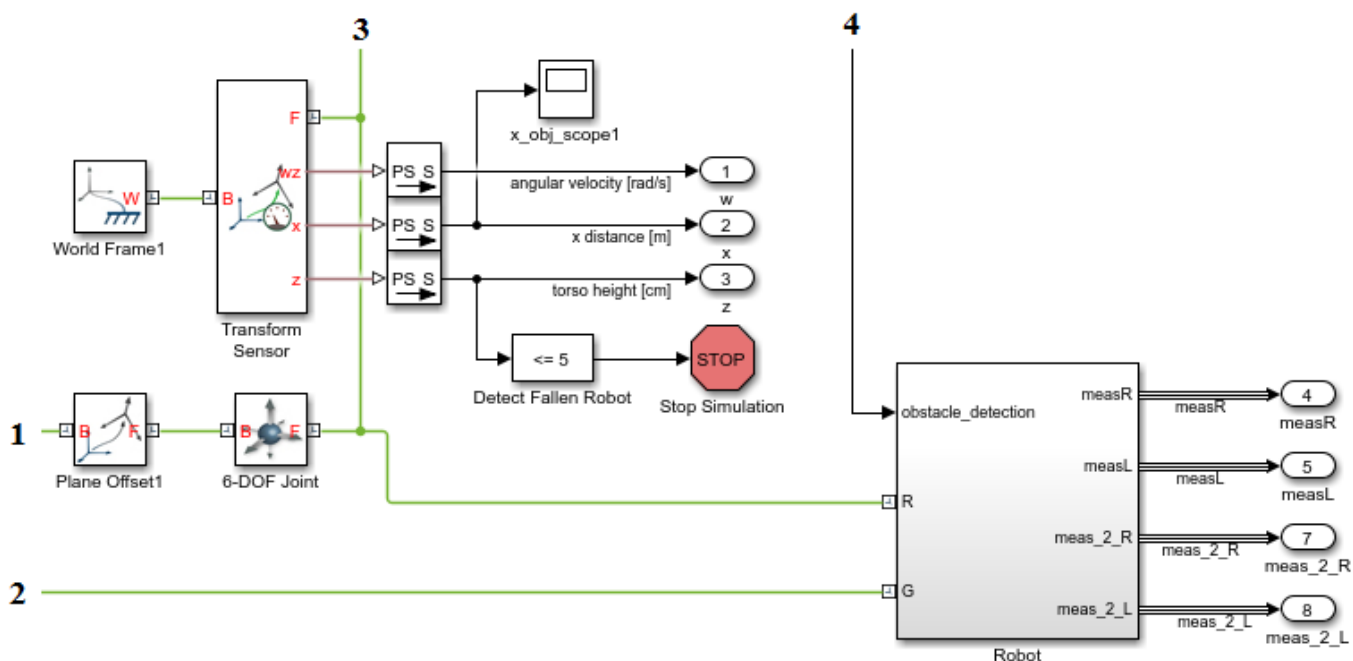 3
4
F
x_obj_scope1
wz
PS S
angular velocity [rad/s]
1
w
W
B
World Frame1
x
PS S
x distance [m]
2
x
z
PS S
torso height [cm]
3
z
Transform
Sensor
<= 5
STOP
Detect Fallen Robot
Stop Simulation
obstacle_detection
measR
measR
4
measR
1
B
F
B
F
Plane Offset1
6-DOF Joint
measL
measL
5
measL
R
meas_2_R
meas_2_R
7
meas_2_R
2
G
meas_2_L
meas_2_L
8
meas_2_L
Robot